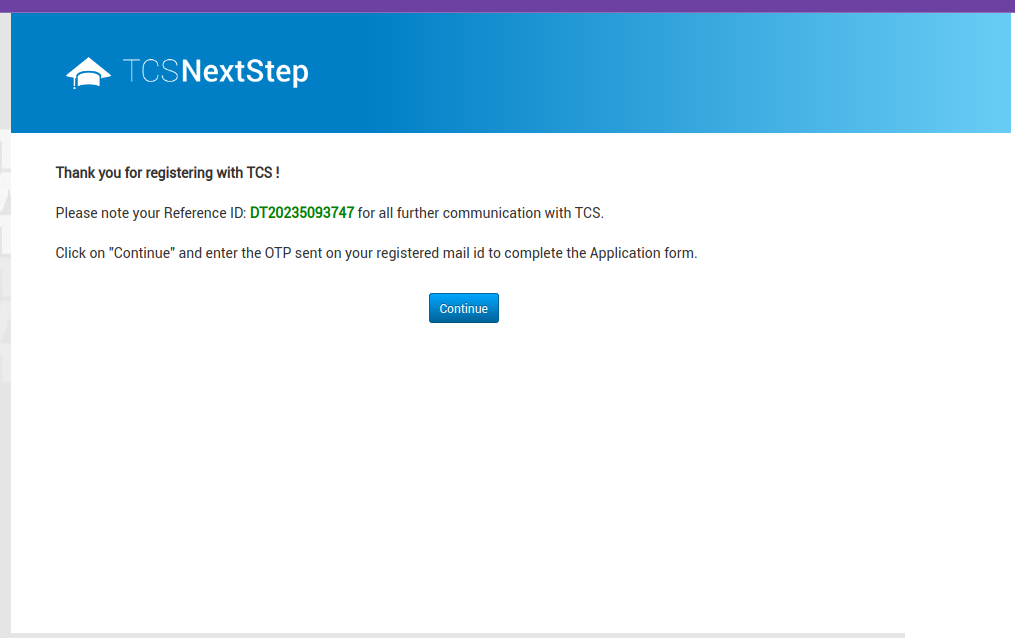 TCSNextStep
Thank you for registering with TCS !
Please note your Reference ID: DT20235093747 for all further communication with TCS.
Click on "Continue" and enter the OTP sent on your registered mail id to complete the Application form.
Continue